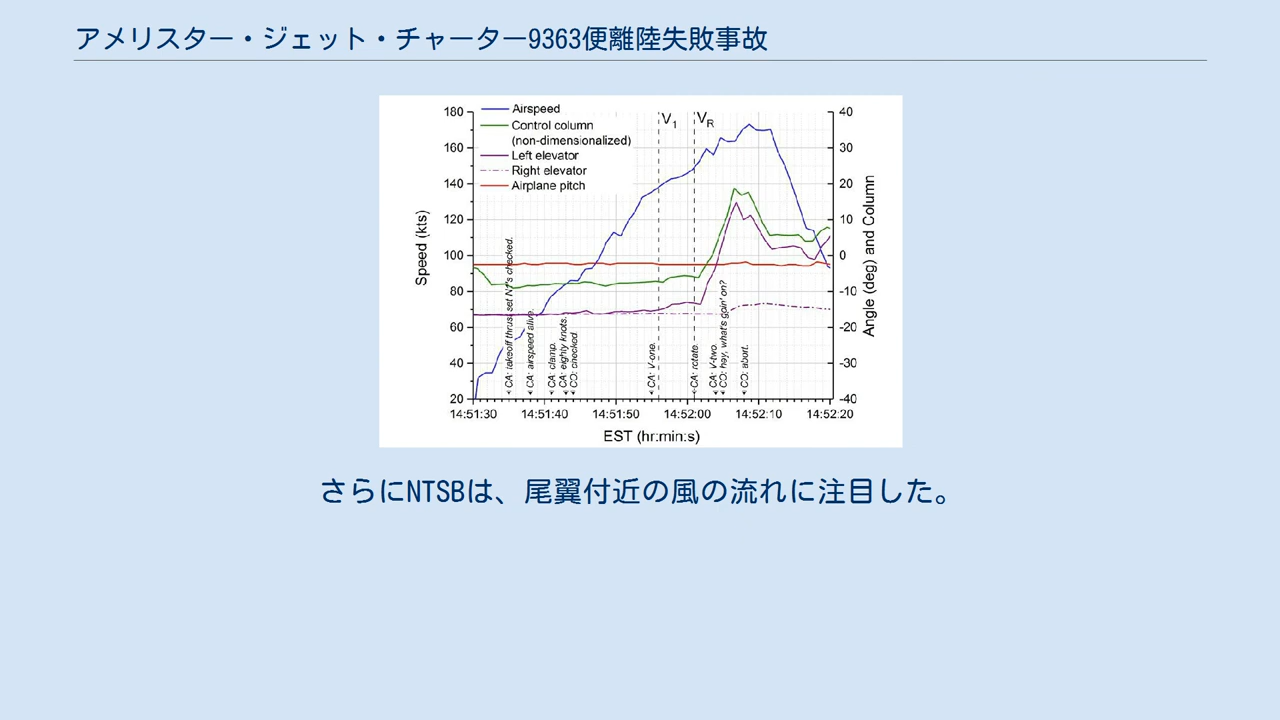 アメリスター・ジェット・チャーター9363便離陸失敗事故
Airspeed
Control column
(non-dimensionalized)
Left elevator
Right elevator
Airplane pitch
V1
VR
180
160
140
120
100
80
60
40
20
Speed (kts)
40
30
20
10
0
-10
-20
-30
-40
Angle (deg) and Column
CA: takeoff thrust set N1's checked.
CA: airspeed alive.
CA: clamp.
CA: eighty knots.
CO: checked.
CA: V-one.
CA: rotate.
CA: V-two.
CO: hey, what's goin' on?
CO: abort.
14:51:30
14:51:40
14:51:50
14:52:00
14:52:10
14:52:20
EST (hr:min:s)
さらにNTSBは、尾翼付近の風の流れに注目した。